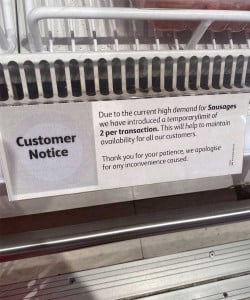 Customer
Notice
Due to the current high demand for Sausages
we have introduced a temporarylimit of
2 per transaction. This will help to maintain
availability for all our customers
Thank you for your patience, we apologise
for any inconvenience caused.